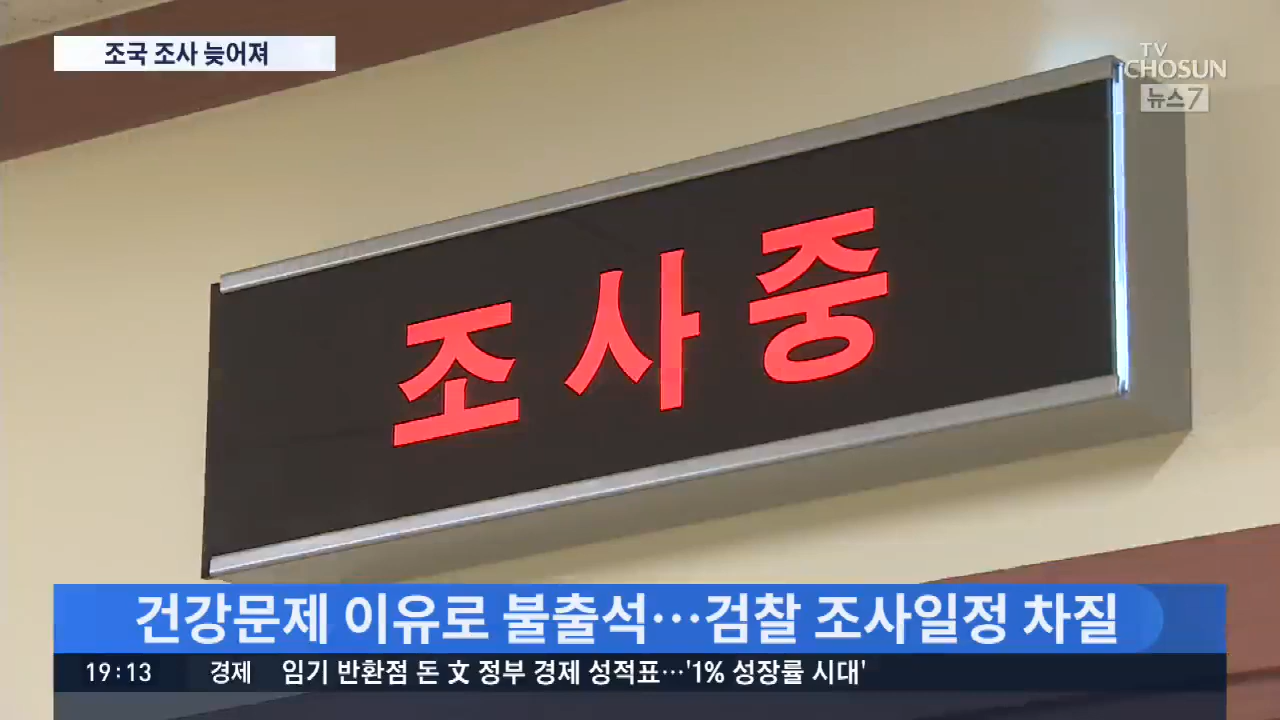 조국 조사 늦어져
TV
CHOSUN
뉴스7
조사중
건강문제 이유로 불출석…검찰 조사일정 차질
19:13 경제 임기 반환점 돈 文 정부 경제 성적표…'1% 성장률 시대'